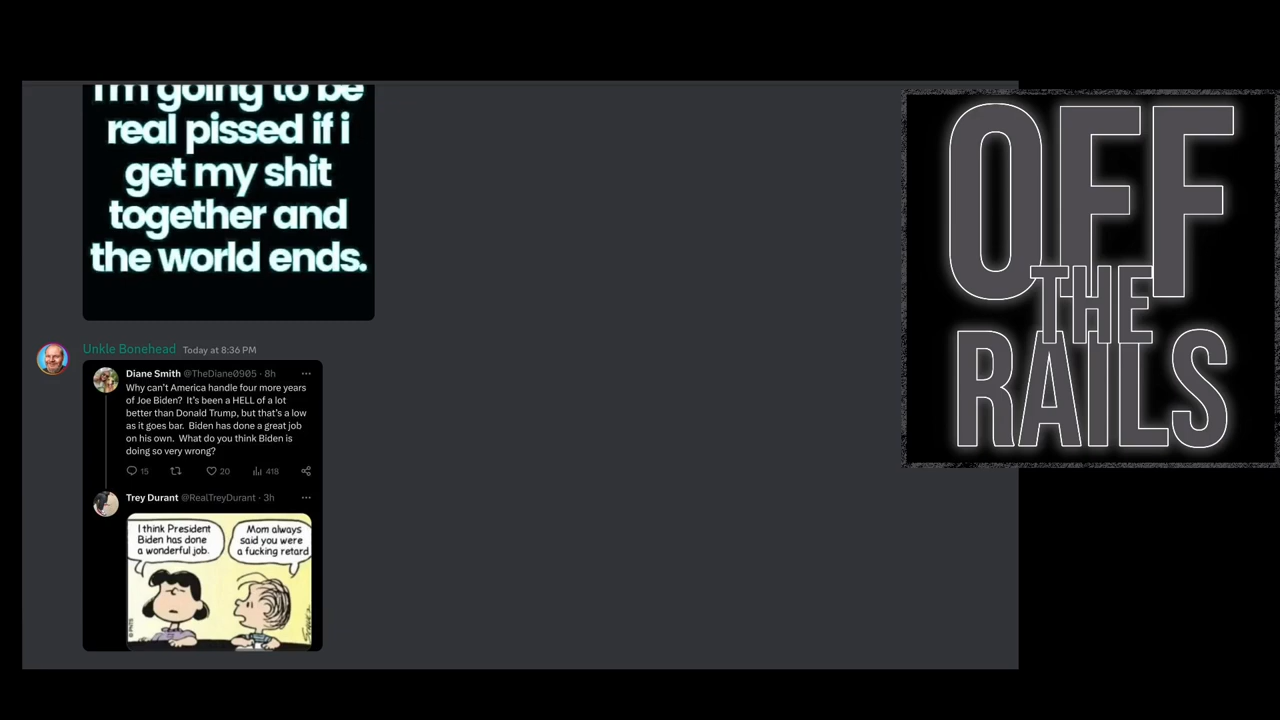 I'm going to be
real pissed if i
get my shit
together and
the world ends.
Unkle Bonehead Today at 8:36 PM
Diane Smith @TheDiane0905 · 8h
Why can't America handle four more years
of Joe Biden? It's been a HELL of a lot
better than Donald Trump, but that's a low
as it goes bar. Biden has done a great job
on his own. What do you think Biden is
doing so very wrong?
15 20 418
Trey Durant @RealTreyDurant · 3h
I think President
Biden has done
a wonderful job.
Mom always
said you were
a fucking retard
OFF
THE
RAILS